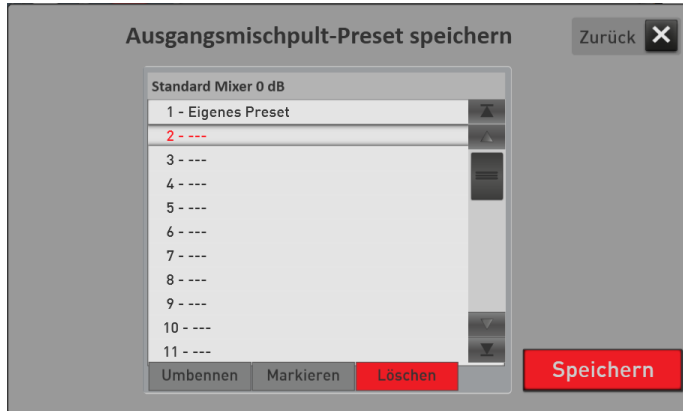 Ausgangsmischpult-Preset speichern
Zurück
Standard Mixer 0 dB
1 - Eigenes Preset
2 - ---
3 - ---
4 - ---
5 - ---
6 - ---
7 - ---
8 - ---
9 - ---
10 - ---
11 - ---
Umbennen Markieren Löschen
Speichern